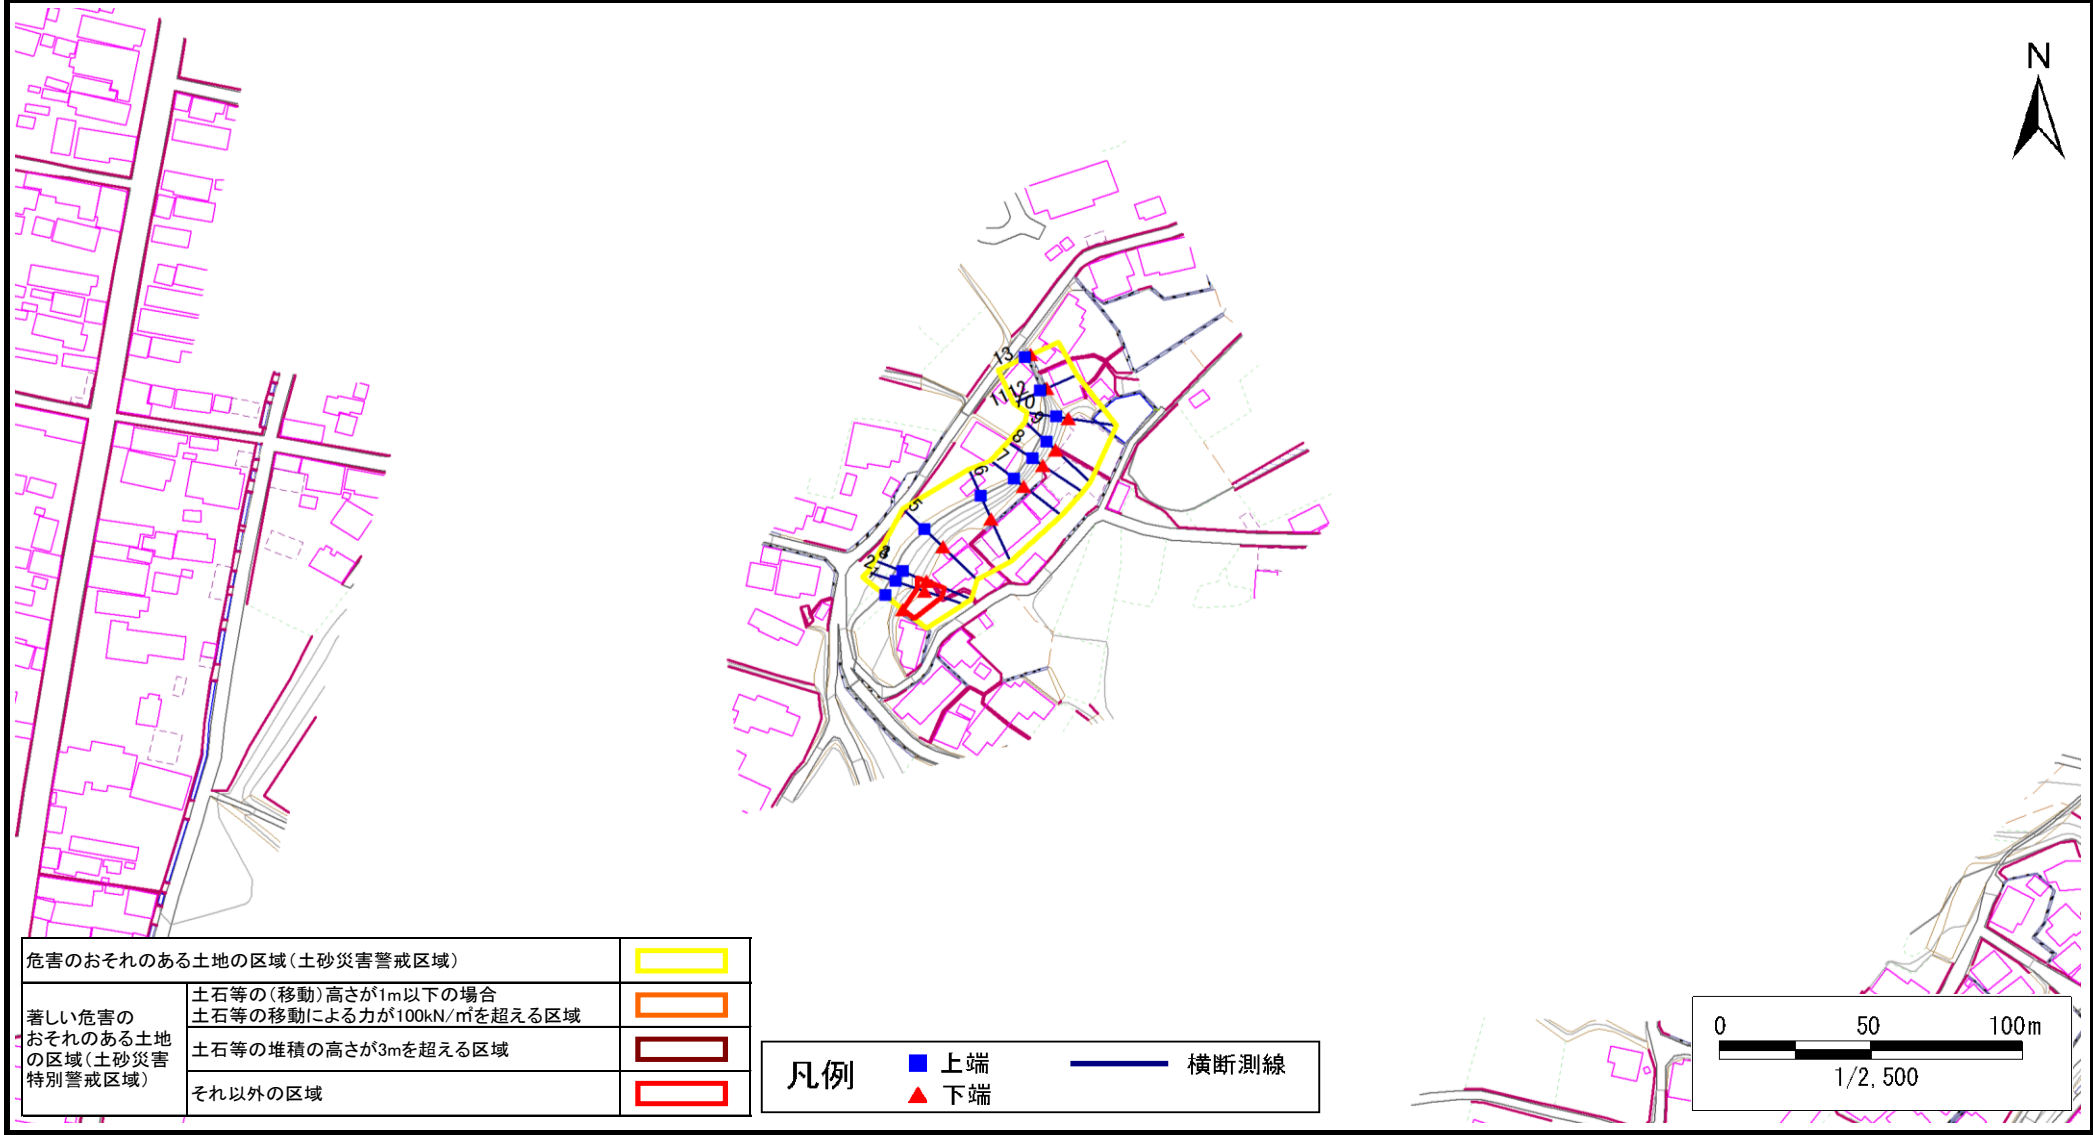 N
13
12
11
10
9
8
7
6
5
4
2
危害のおそれのある土地の区域(土砂災害警戒区域)
著しい危害の
おそれのある土地
の区域(土砂災害
特別警戒区域)
土石等の(移動)高さが1m以下の場合
土石等の移動による力が100kN/㎡を超える区域
土石等の堆積の高さが3mを超える区域
それ以外の区域
凡例
上端
下端
横断測線
0 50 100m
1/2,500